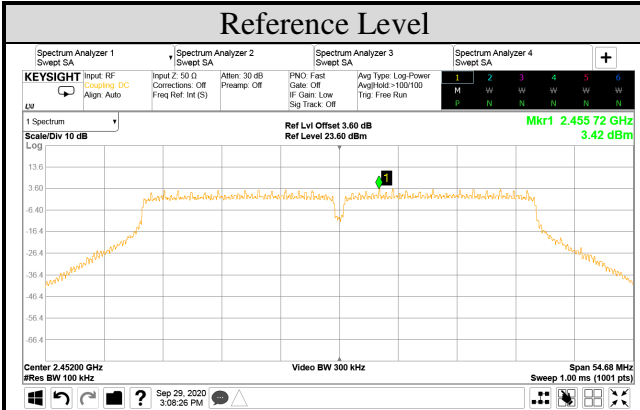 Reference Level
Spectrum Analyzer 1
Swept SA
Spectrum Analyzer 2
Swept SA
Spectrum Analyzer 3
Swept SA
Spectrum Analyzer 4
Swept SA
+
KEYSIGHT
Input: RF
Coupling: DC
Align: Auto
Input Z: 50 Ω
Corrections: Off
Freq Ref: Int (S)
Atten: 30 dB
Preamp: Off
PNO: Fast
Gate: Off
IF Gain: Low
Sig Track: Off
Avg Type: Log-Power
Avg|Hold:>100/100
Trig: Free Run
1 2 3 4 5 6
M W W W W W
P N N N N N
1 Spectrum
Scale/Div 10 dB
Log
Ref Lvl Offset 3.60 dB
Ref Level 23.60 dBm
Mkr1 2.455 72 GHz
3.42 dBm
1
13.6
3.60
-6.40
-16.4
-26.4
-36.4
-46.4
-56.4
-66.4
Center 2.45200 GHz
#Res BW 100 kHz
Video BW 300 kHz
Span 54.68 MHz
Sweep 1.00 ms (1001 pts)
?
Sep 29, 2020
3:08:26 PM